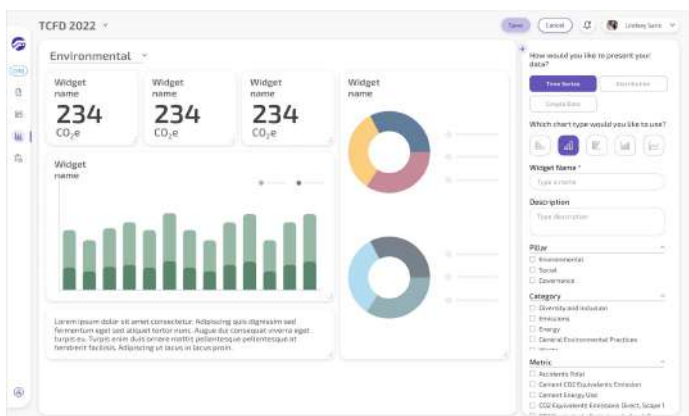 TCFD 2022
Save
Cancel
Lindsey Saris
Environmental
Widget
name
234
CO₂e
Widget
name
234
CO₂e
Widget
name
234
CO₂e
Widget
name
Widget
name
Lorem ipsum dolor sit amet consectetur. Adipiscing quis dignissim sed
fermentum eget sed aliquet tortor nunc. Augue dui consequat viverra eget
turpis eu. Turpis enim duis ornare mattis pellentesque pellentesque at
hendrerit facilisis. Adipiscing ut lacus in lacus proin.
How would you like to present your
data?
Time Series
Distribution
Simple Data
Which chart type would you like to use?
Widget Name *
Type a name
Description
Type description
Pillar
Environmental
Social
Governance
Category
Diversity and Inclusion
Emissions
Energy
General Environmental Practices
Metric
Accidents Total
Cement CO2 Equivalents Emission
Cement Energy Use
CO2 Equivalents Emissions Direct, Scope 1